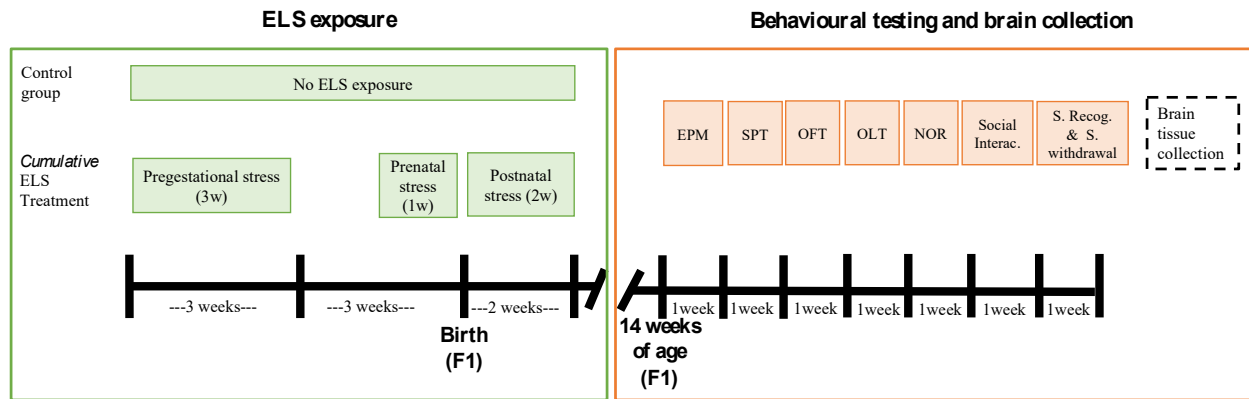 ELS exposure
Behavioural testing and brain collection
Control
group
No ELS exposure
Cumulative
ELS
Treatment
Pregestational stress
(3w)
Prenatal
stress
(1w)
Postnatal
stress (2w)
EPM
SPT
OFT
OLT
NOR
Social
Interac.
S. Recog.
& S.
withdrawal
Brain
tissue
collection
---3 weeks---
---3 weeks---
---2 weeks---
Birth
(F1)
14 weeks
of age
(F1)
1week
1week
1week
1week
1week
1week
1week